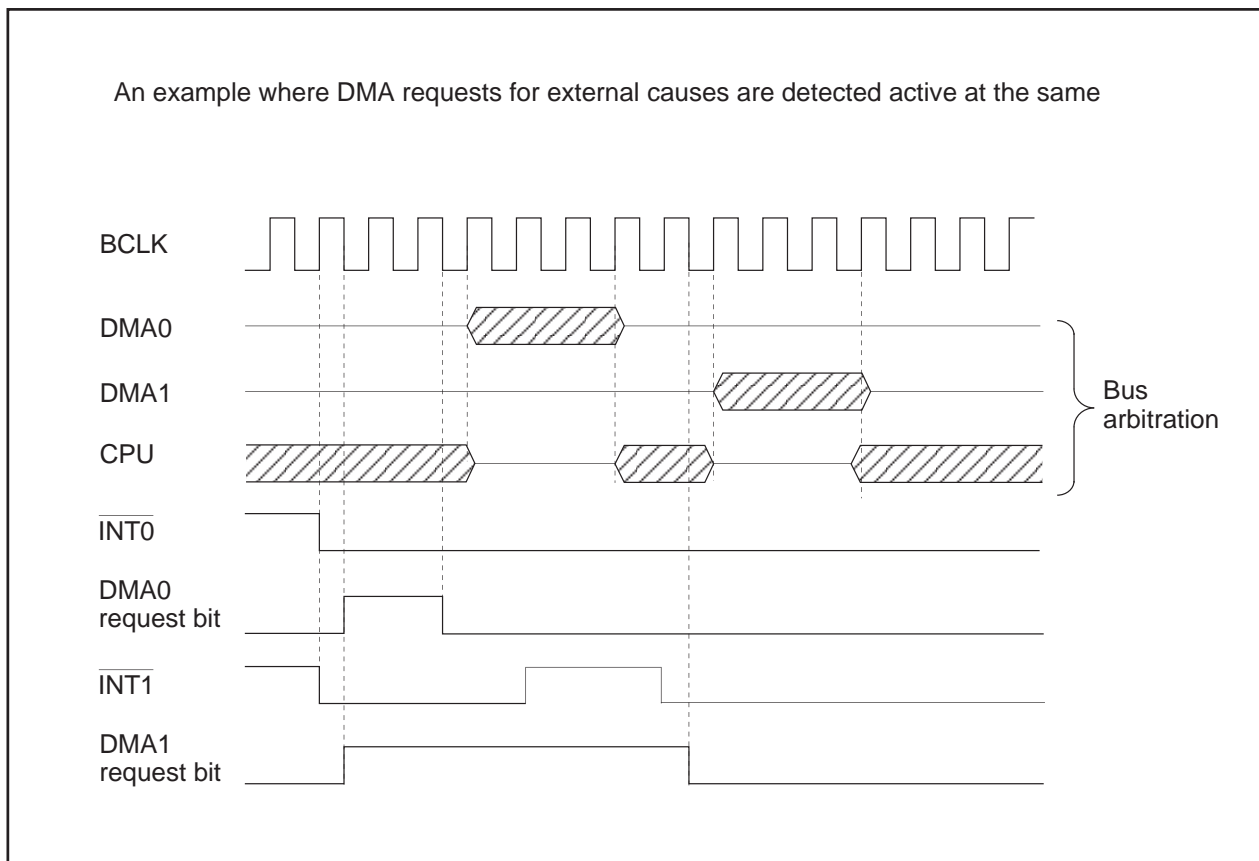 An example where DMA requests for external causes are detected active at the same
BCLK
DMA0
DMA1
CPU
Bus
arbitration
INT0
DMA0
request bit
INT1
DMA1
request bit